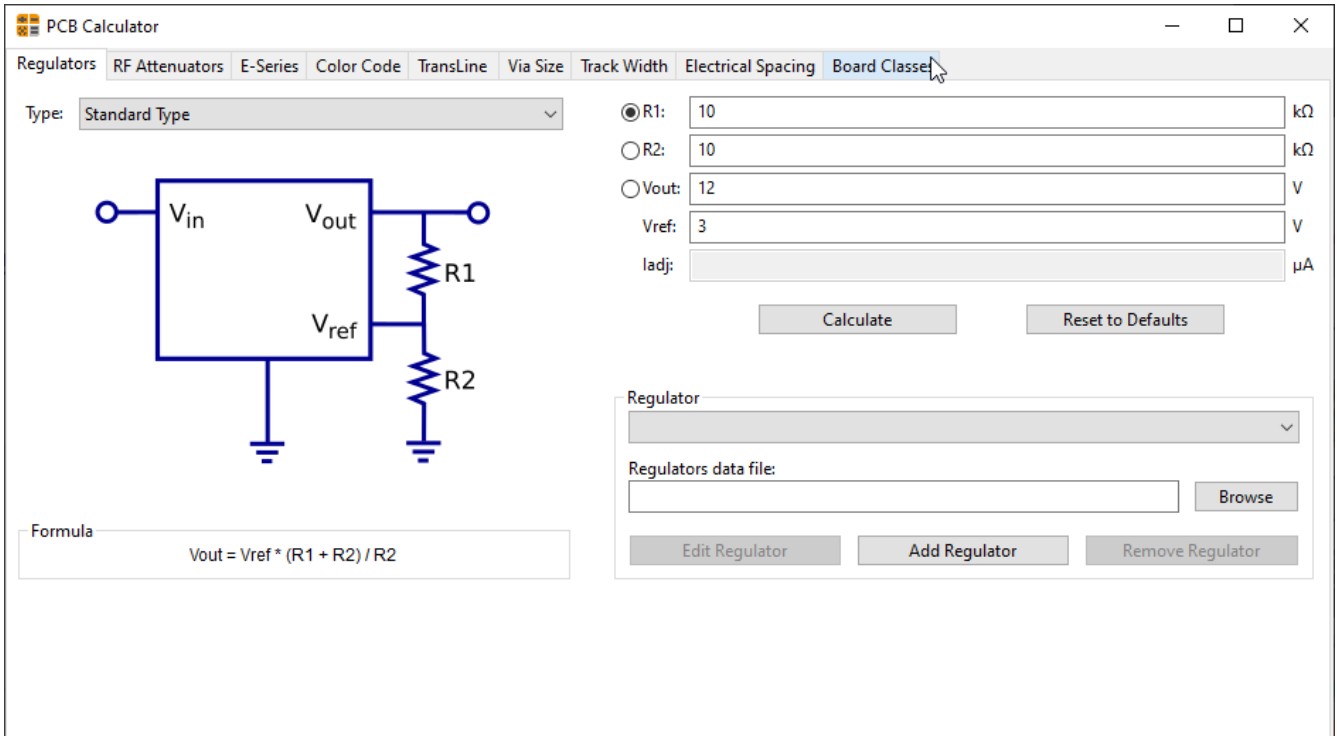 PCB Calculator
Regulators RF Attenuators E-Series Color Code TransLine Via Size Track Width Electrical Spacing Board Classes
Type: Standard Type
Vin
Vout
R1
Vref
R2
Formula
Vout = Vref * (R1 + R2) / R2
R1: 10 kΩ
R2: 10 kΩ
Vout: 12 V
Vref: 3 V
Iadj: µA
Calculate Reset to Defaults
Regulator
Regulators data file:
Browse
Edit Regulator Add Regulator Remove Regulator